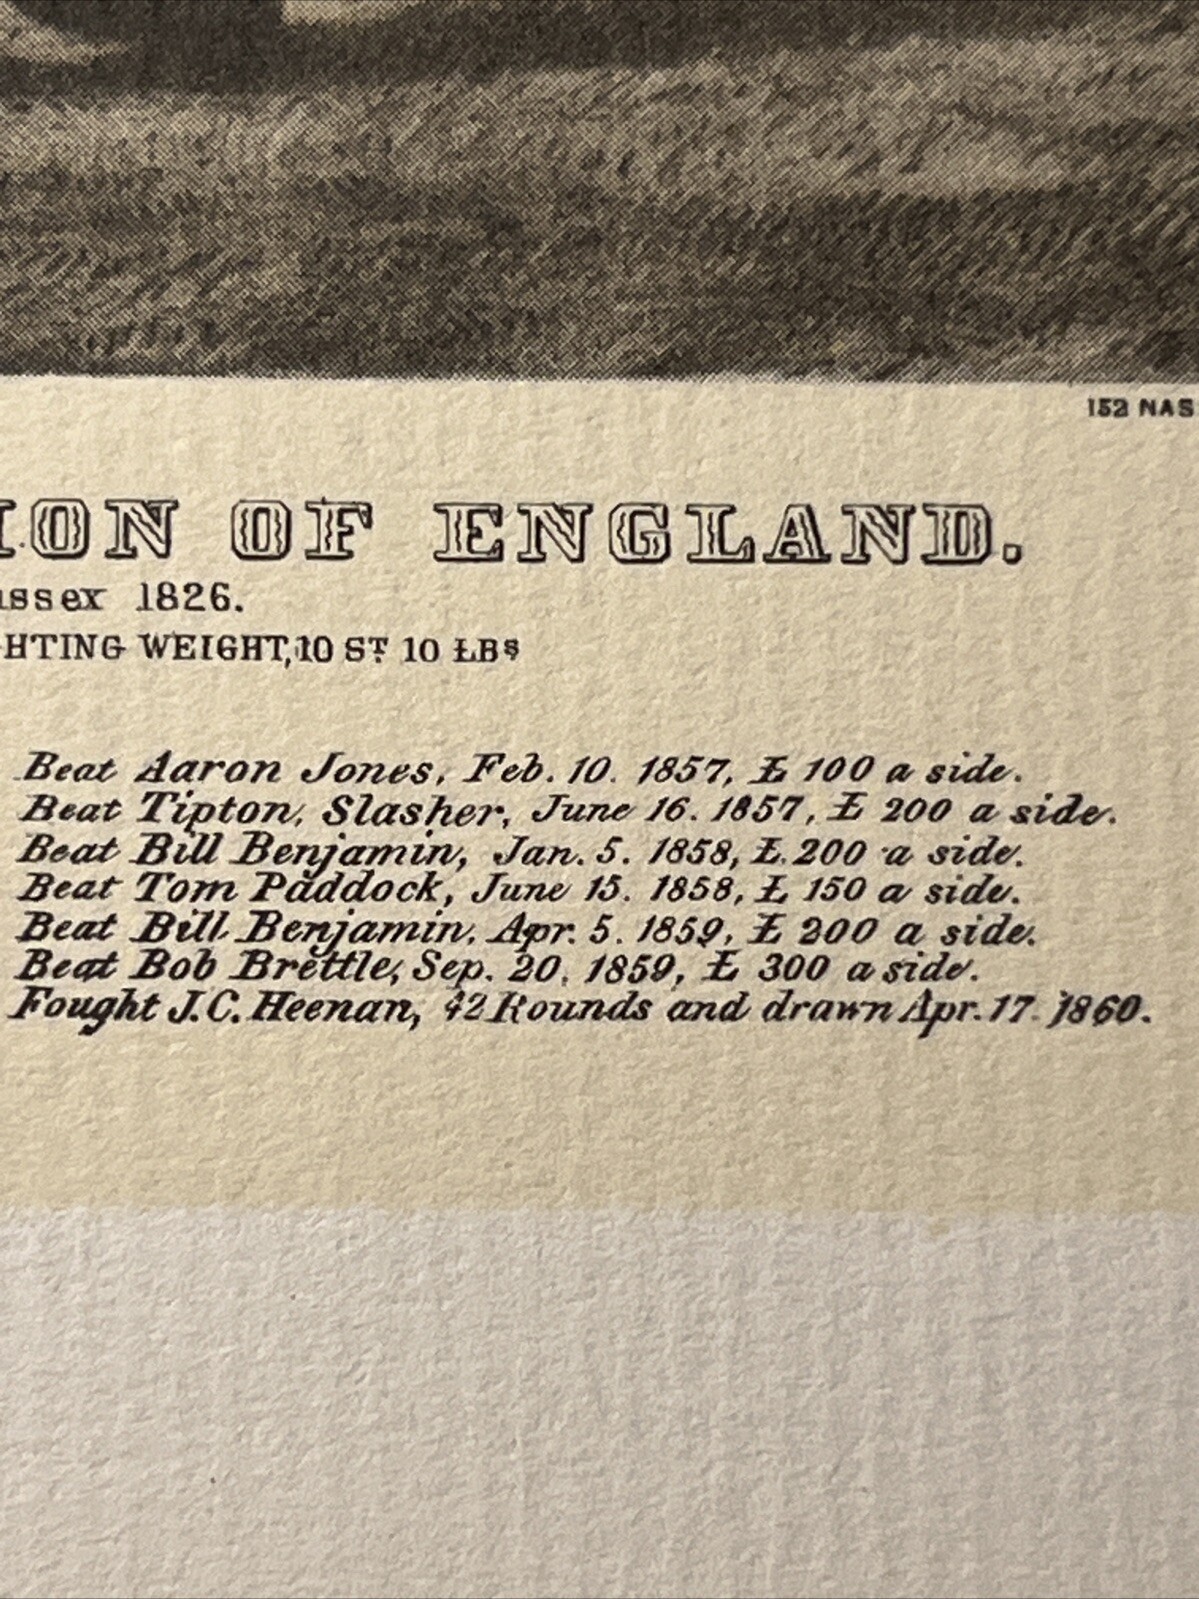 152 NAS
ION OF ENGLAND.
ussex 1826.
GHTING WEIGHT, 10 ST 10 LBS
Beat Aaron Jones, Feb. 10. 1857, £ 100 a side.
Beat Tipton, Slasher, June 16. 1857, £ 200 a side.
Beat Bill Benjamin, Jan. 5. 1858, £. 200 a side.
Beat Tom Paddock, June 15. 1858, £ 150 a side.
Beat Bill Benjamin, Apr. 5. 1859, £ 200 a side.
Beat Bob Brettle, Sep. 20. 1859, £ 300 a side.
Fought J.C. Heenan, 42 Rounds and drawn Apr. 17. 1860.